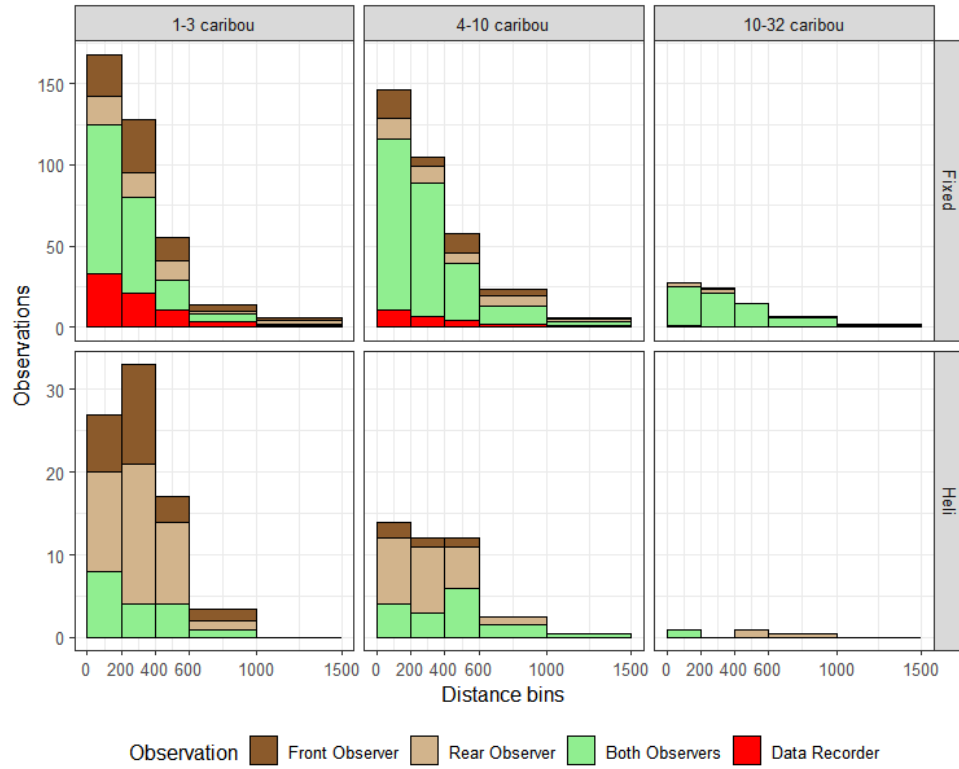 1-3 caribou 4-10 caribou 10-32 caribou
150
100
50
0
Fixed
30
20
10
0
Heli
Observations
0 200 400 600 1000 1500 0 200 400 600 1000 1500 0 200 400 600 1000 1500
Distance bins
Observation Front Observer Rear Observer Both Observers Data Recorder